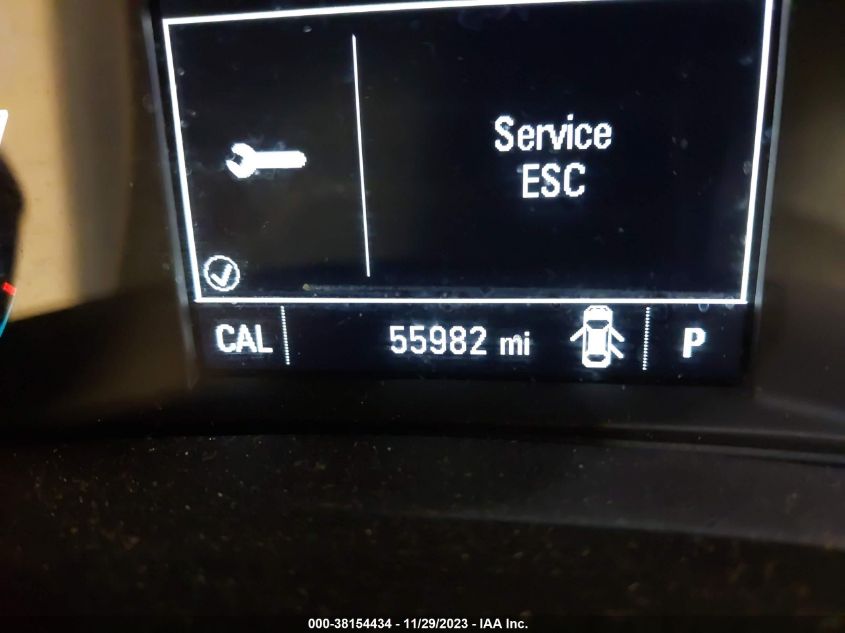 Service
ESC
CAL 55982 mi P
000-38154434 - 11/29/2023 - IAA Inc.